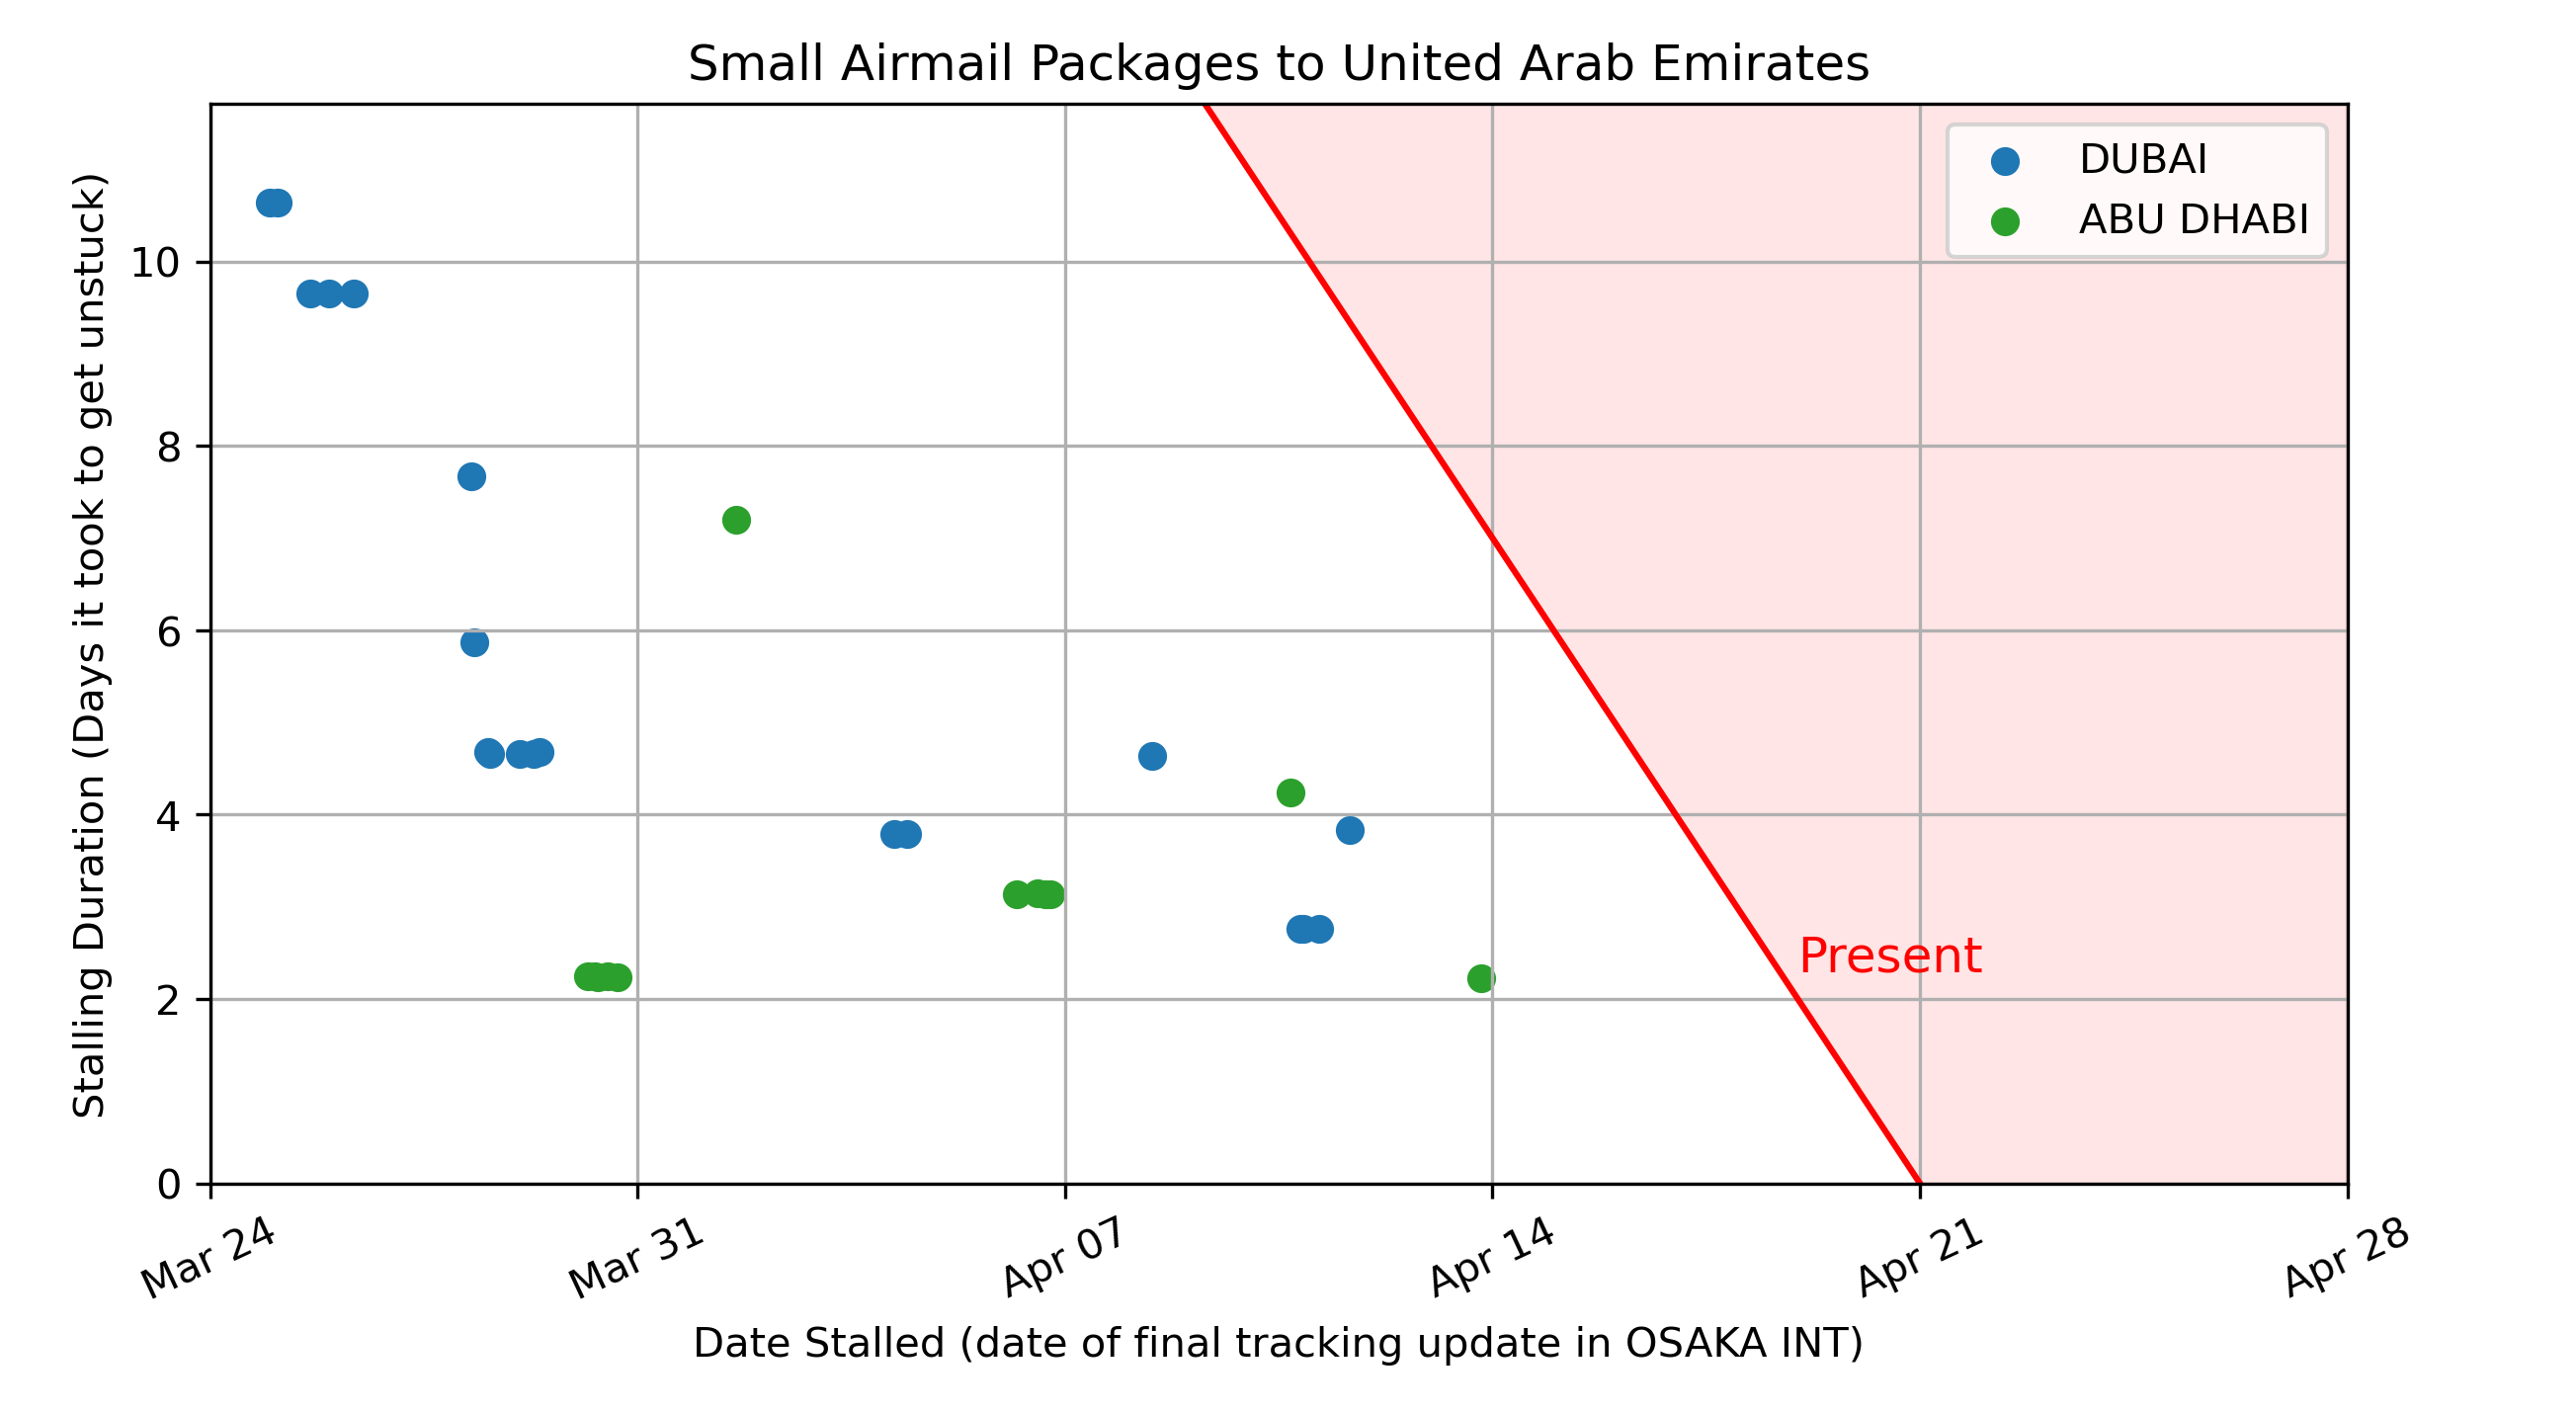 Small Airmail Packages to United Arab Emirates
Stalling Duration (Days it took to get unstuck)
10
8
6
4
2
0
DUBAI
ABU DHABI
Present
Mar 24
Mar 31
Apr 07
Apr 14
Apr 21
Apr 28
Date Stalled (date of final tracking update in OSAKA INT)